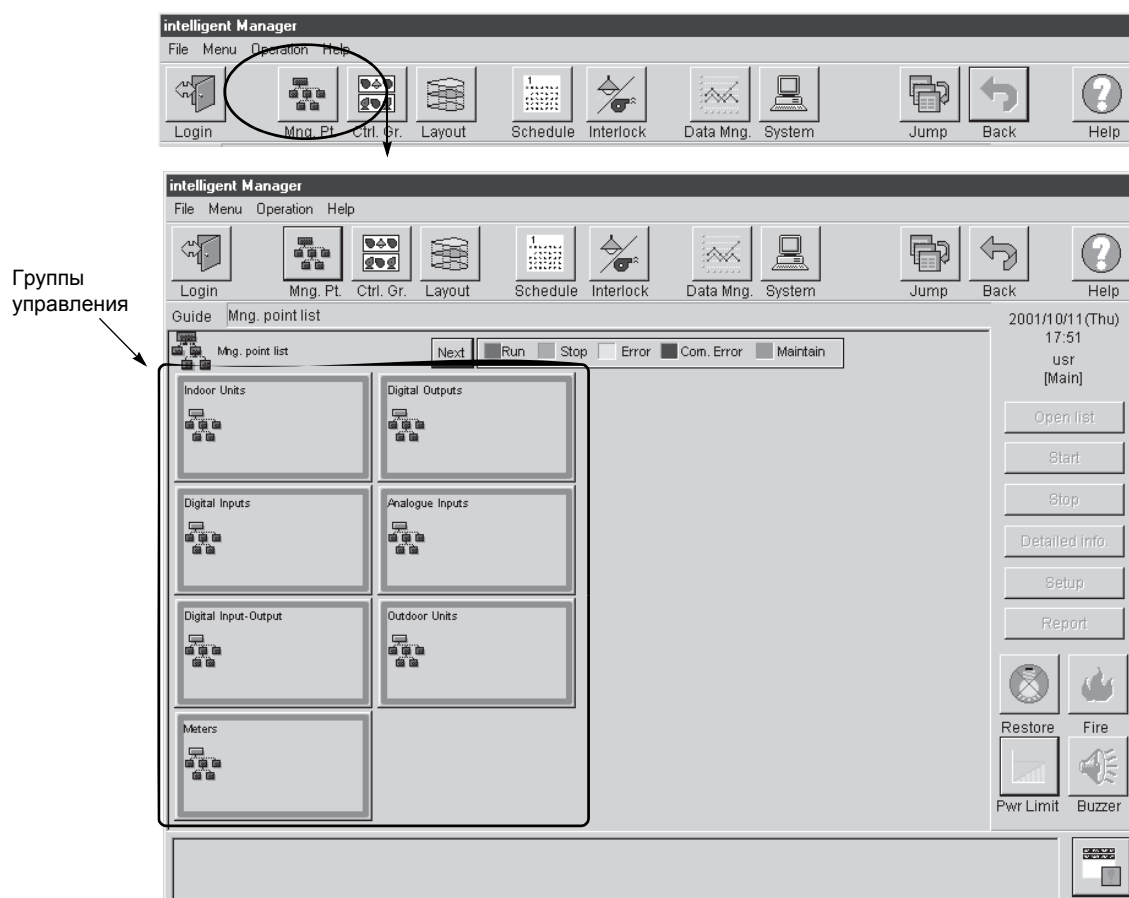 intelligent Manager
File Menu Operation Help
Login Mng. Pt. Ctrl. Gr. Layout Schedule Interlock Data Mng. System Jump Back Help
intelligent Manager
File Menu Operation Help
Login Mng. Pt. Ctrl. Gr. Layout Schedule Interlock Data Mng. System Jump Back Help
Группы
управления
Guide Mng. point list
2001/10/11(Thu)
17:51
usr
[Main]
Mng. point list Next Run Stop Error Com. Error Maintain
Indoor Units Digital Outputs
Digital Inputs Analogue Inputs
Digital Input-Output Outdoor Units
Meters
Open list
Start
Stop
Detailed info.
Setup
Report
Restore Fire
Pwr Limit Buzzer